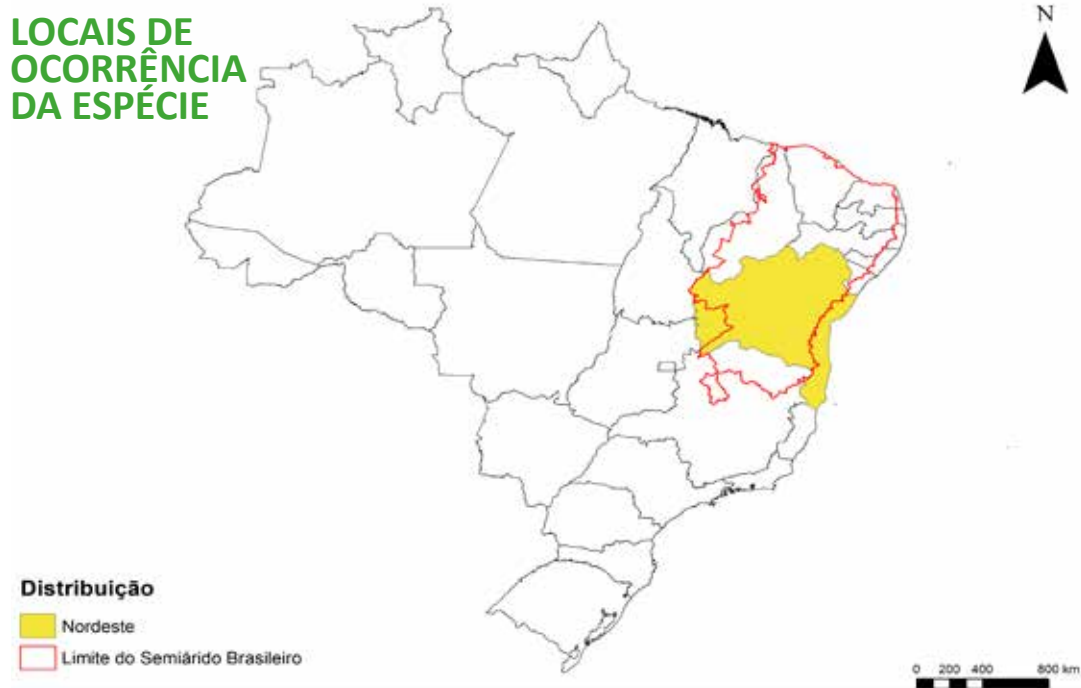 LOCAIS DE
OCORRÊNCIA
DA ESPÉCIE
N
Distribuição
Nordeste
Limite do Semiárido Brasileiro
0 200 400 800 km